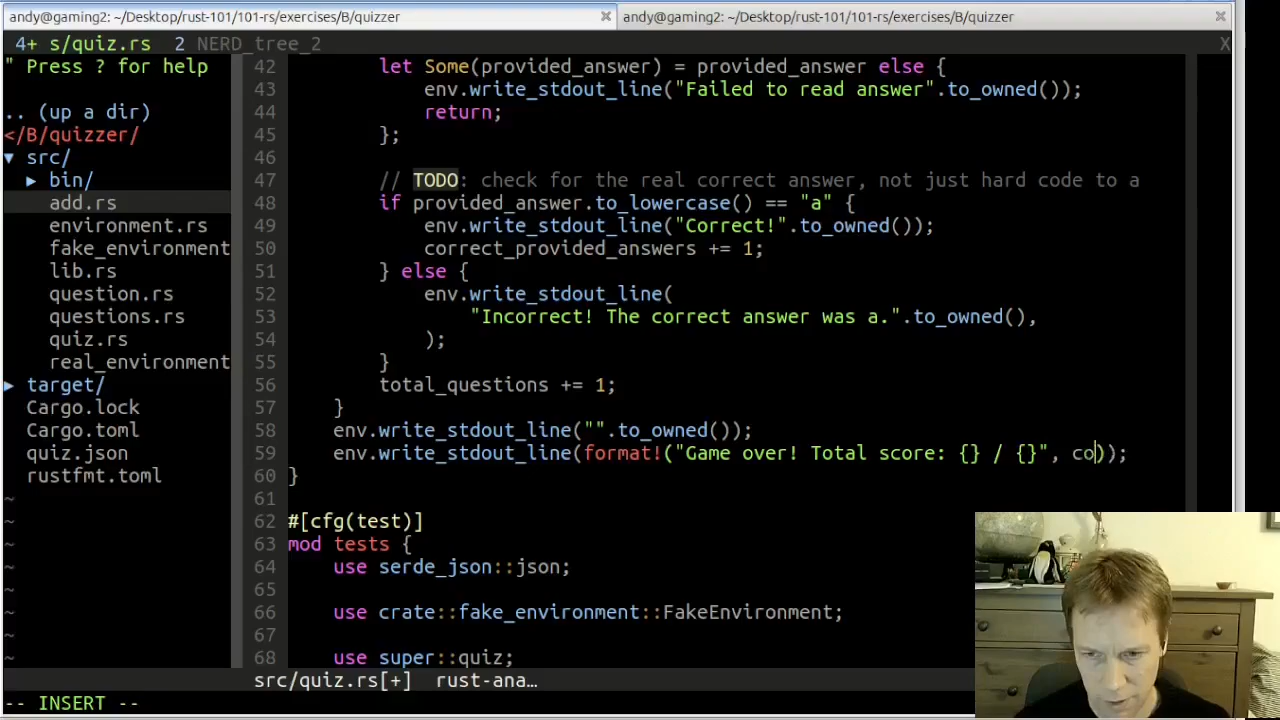 andy@gaming2: ~/Desktop/rust-101/101-rs/exercises/B/quizzer
andy@gaming2: ~/Desktop/rust-101/101-rs/exercises/B/quizzer
4+ s/quiz.rs 2 NERD_tree_2 X
" Press ? for help
.. (up a dir)
</B/quizzer/
▼ src/
▶ bin/
add.rs
environment.rs
fake_environment
lib.rs
question.rs
questions.rs
quiz.rs
real_environment
▶ target/
Cargo.lock
Cargo.toml
quiz.json
rustfmt.toml
~
~
~
~
~
~
~
~
42 let Some(provided_answer) = provided_answer else {
43 env.write_stdout_line("Failed to read answer".to_owned());
44 return;
45 };
46
47 // TODO: check for the real correct answer, not just hard code to a
48 if provided_answer.to_lowercase() == "a" {
49 env.write_stdout_line("Correct!".to_owned());
50 correct_provided_answers += 1;
51 } else {
52 env.write_stdout_line(
53 "Incorrect! The correct answer was a.".to_owned(),
54 );
55 }
56 total_questions += 1;
57 }
58 env.write_stdout_line("".to_owned());
59 env.write_stdout_line(format!("Game over! Total score: {} / {}", co));
60 }
61
62 #[cfg(test)]
63 mod tests {
64 use serde_json::json;
65
66 use crate::fake_environment::FakeEnvironment;
67
68 use super::quiz;
src/quiz.rs[+] rust-ana…
-- INSERT --